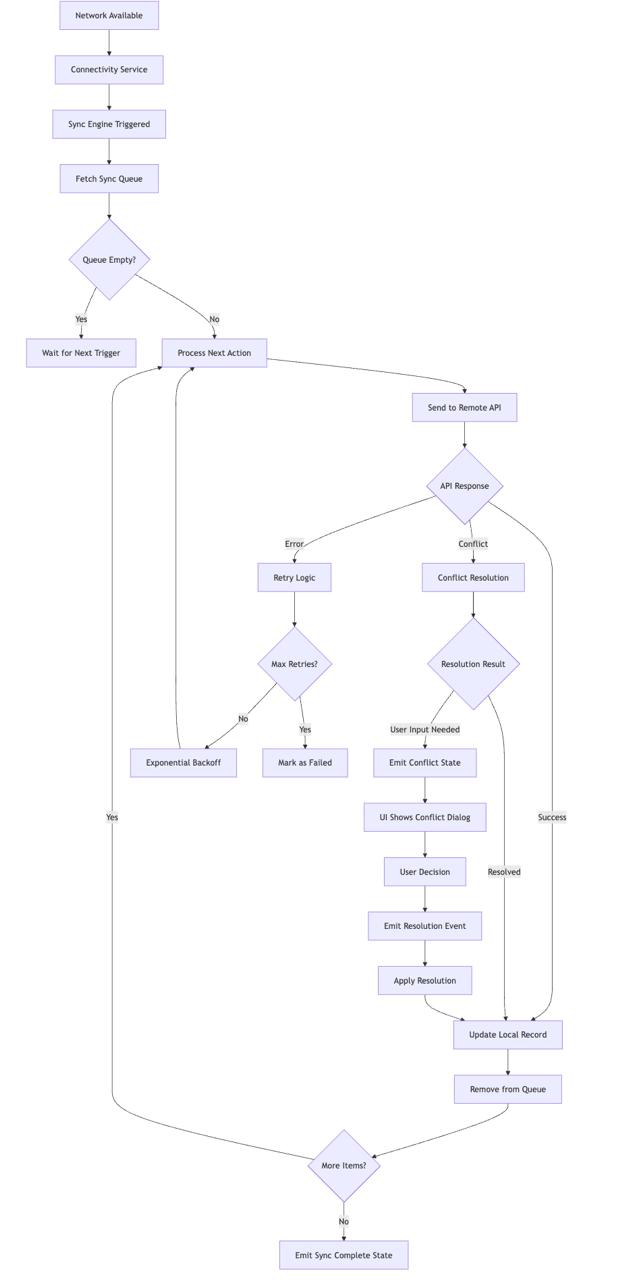 Network Available
Connectivity Service
Sync Engine Triggered
Fetch Sync Queue
Queue Empty?
Yes
No
Wait for Next Trigger
Process Next Action
Send to Remote API
API Response
Error
Conflict
Retry Logic
Conflict Resolution
Max Retries?
Resolution Result
No
Yes
User Input Needed
Exponential Backoff
Mark as Failed
Emit Conflict State
Yes
UI Shows Conflict Dialog
Success
User Decision
Resolved
Emit Resolution Event
Apply Resolution
Update Local Record
Remove from Queue
More Items?
No
Emit Sync Complete State